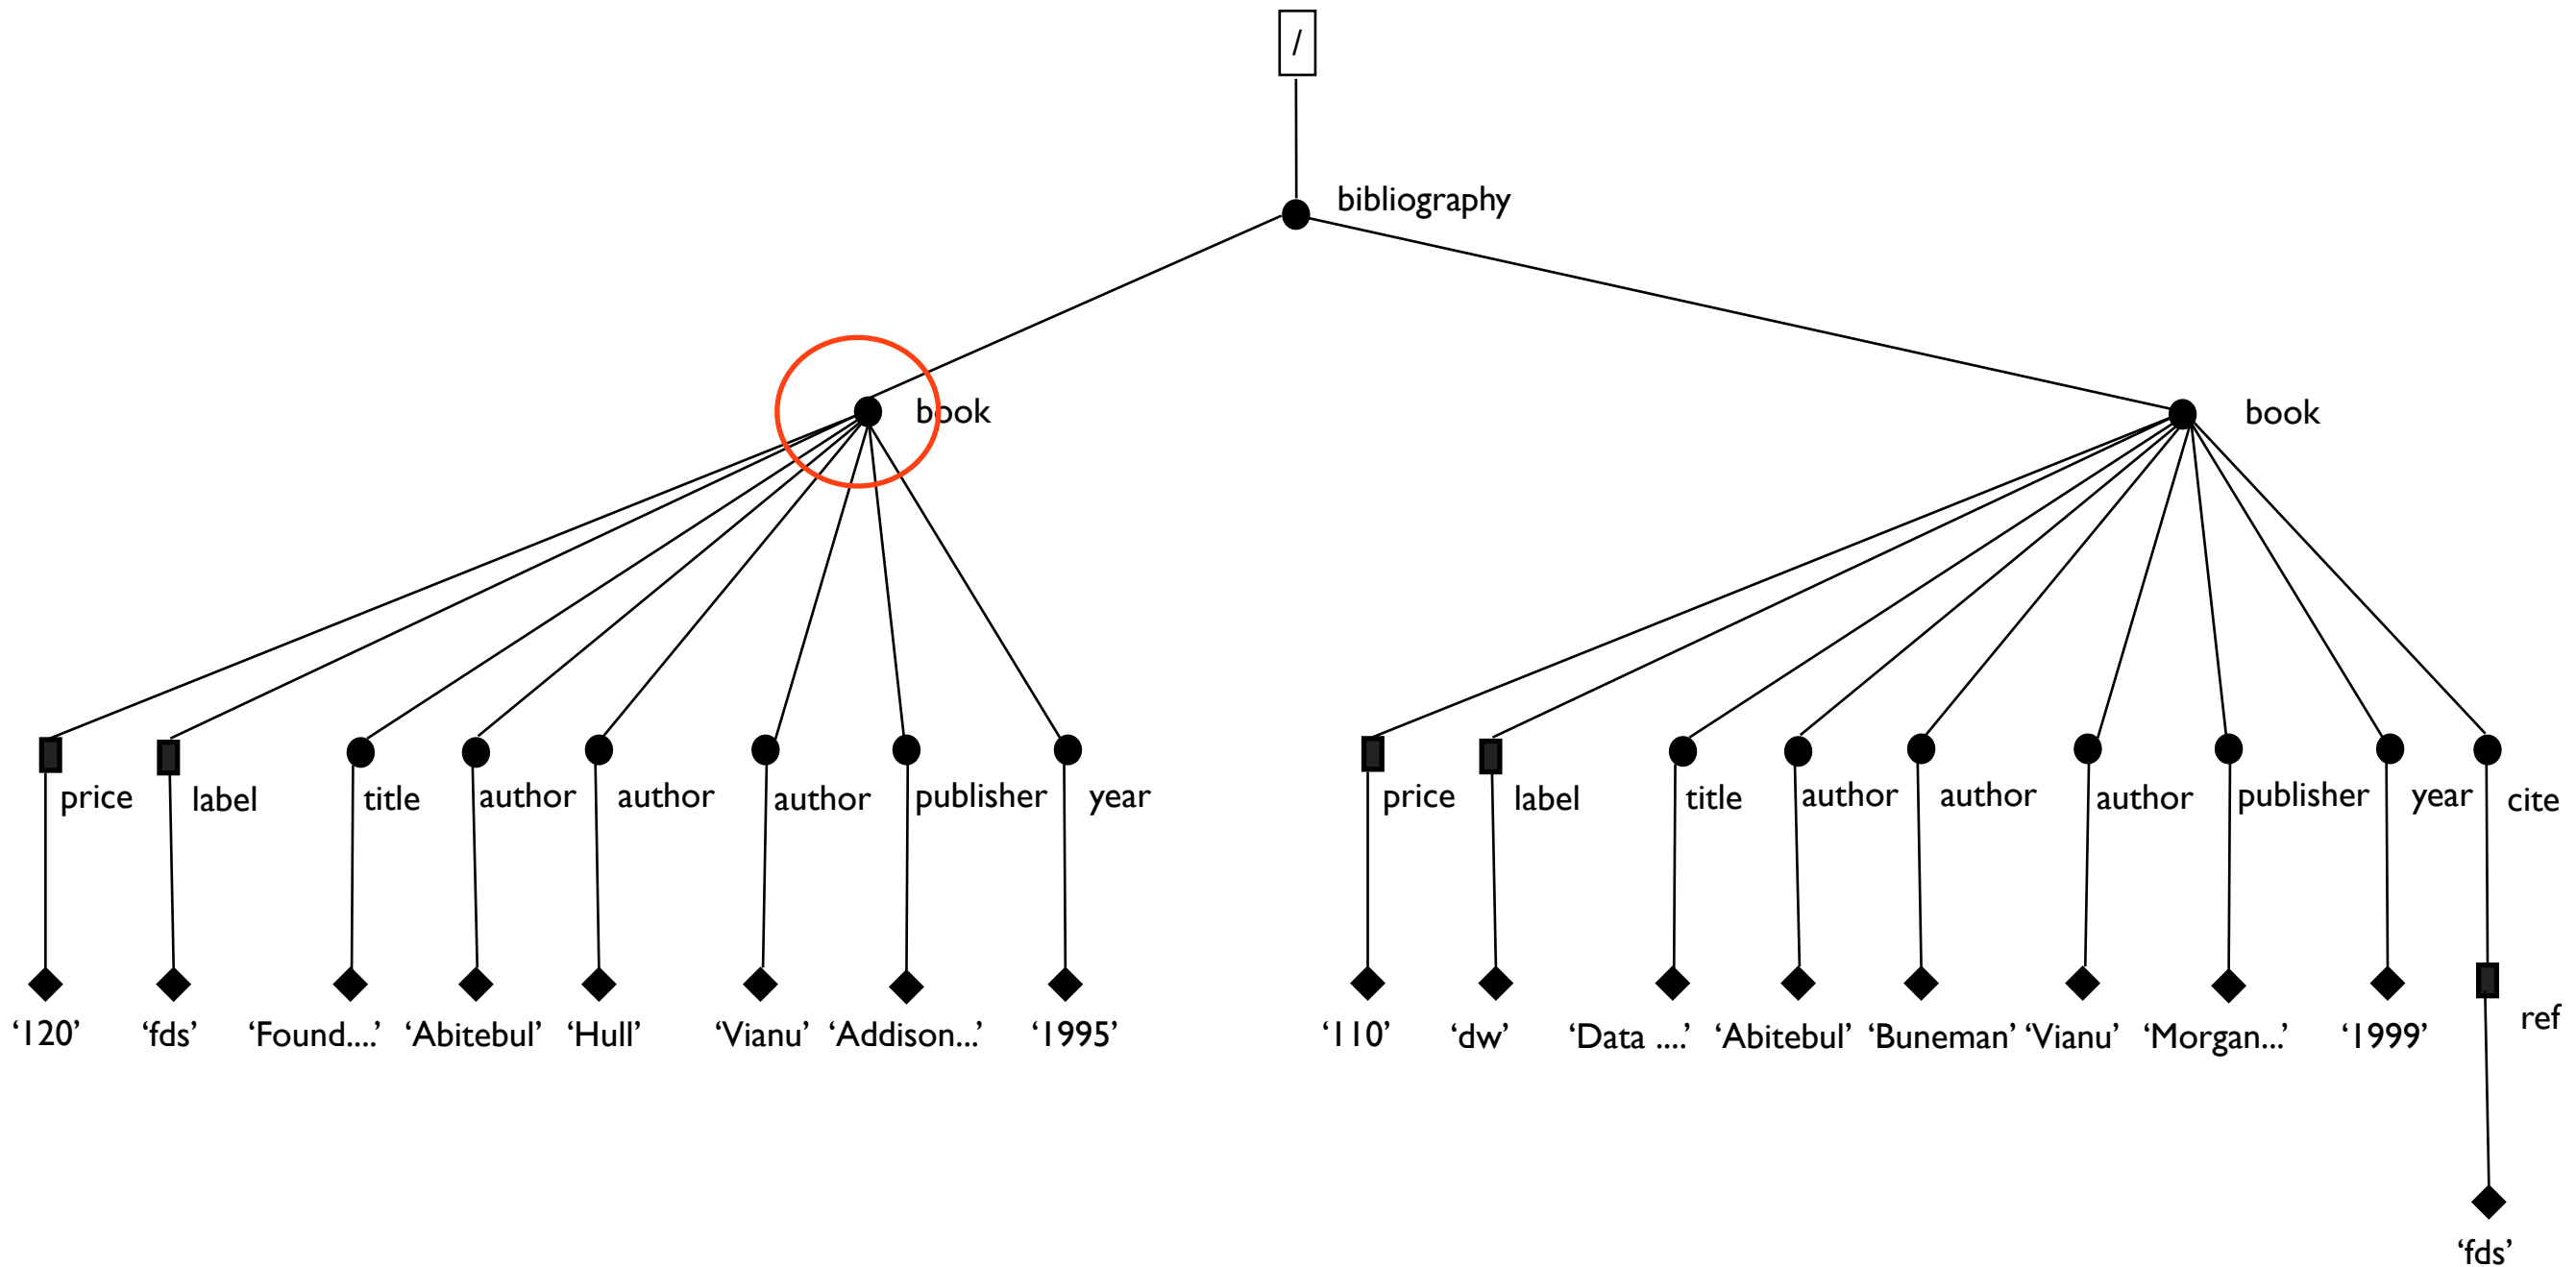 /
bibliography
book book
price label title author author author publisher year price label title author author author publisher year cite
‘120’ ‘fds’ ‘Found....’ ‘Abitebul’ ‘Hull’ ‘Vianu’ ‘Addison...’ ‘1995’ ‘110’ ‘dw’ ‘Data ....’ ‘Abitebul’ ‘Buneman’ ‘Vianu’ ‘Morgan...’ ‘1999’ ref
‘fds’